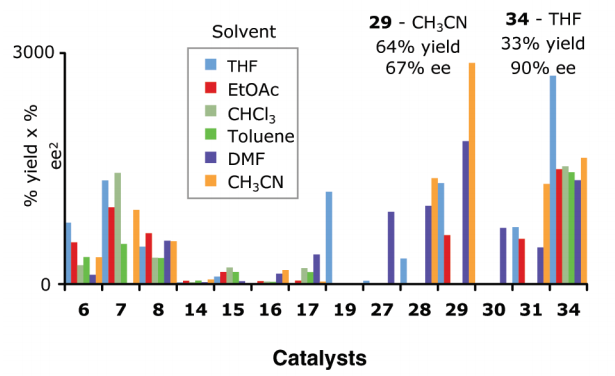 29 - CH₃CN
64% yield
67% ee
34 - THF
33% yield
90% ee
3000
0
% yield x %
ee²
Solvent
THF
EtOAc
CHCl₃
Toluene
DMF
CH₃CN
6 7 8 14 15 16 17 19 27 28 29 30 31 34
Catalysts